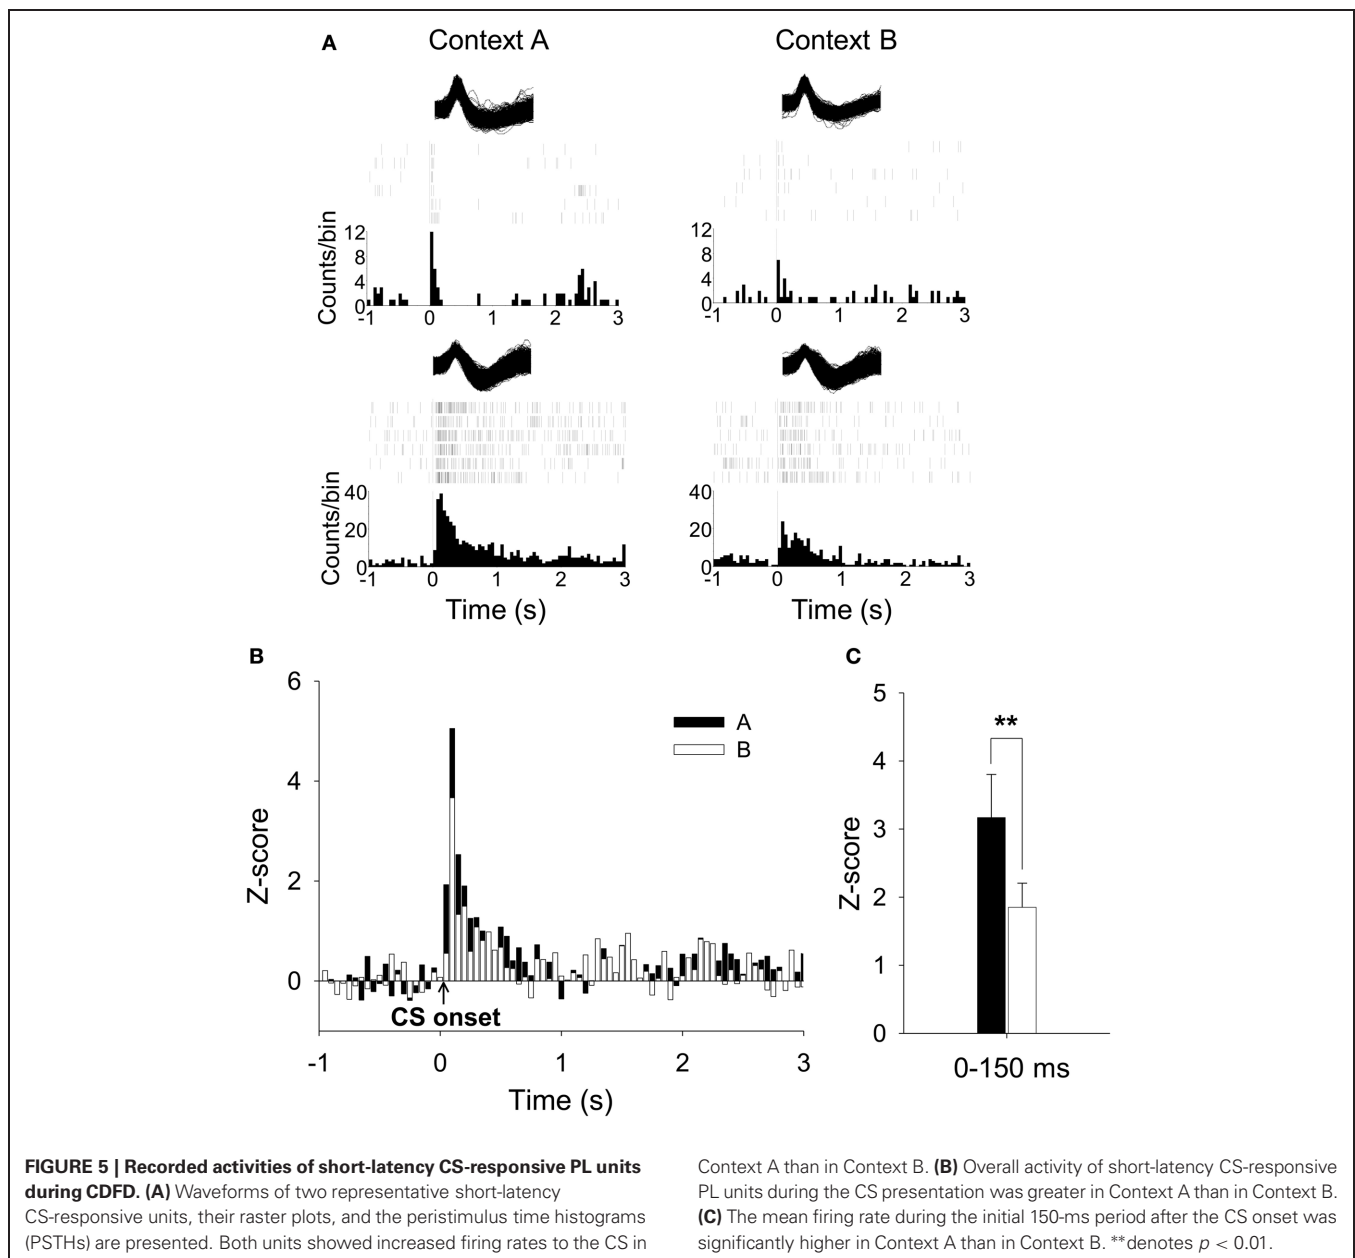 A
Context A
Context B
Counts/bin
12
8
4
0
-1
0
1
2
3
12
8
4
0
-1
0
1
2
3
Counts/bin
40
20
0
-1
0
1
2
3
Time (s)
40
20
0
-1
0
1
2
3
Time (s)
B
Z-score
6
4
2
0
A
B
CS onset
-1
0
1
2
3
Time (s)
C
Z-score
5
4
3
2
1
0
**
0-150 ms
FIGURE 5 | Recorded activities of short-latency CS-responsive PL units
during CDFD. (A) Waveforms of two representative short-latency
CS-responsive units, their raster plots, and the peristimulus time histograms
(PSTHs) are presented. Both units showed increased firing rates to the CS in
Context A than in Context B. (B) Overall activity of short-latency CS-responsive
PL units during the CS presentation was greater in Context A than in Context B.
(C) The mean firing rate during the initial 150-ms period after the CS onset was
significantly higher in Context A than in Context B. **denotes p < 0.01.